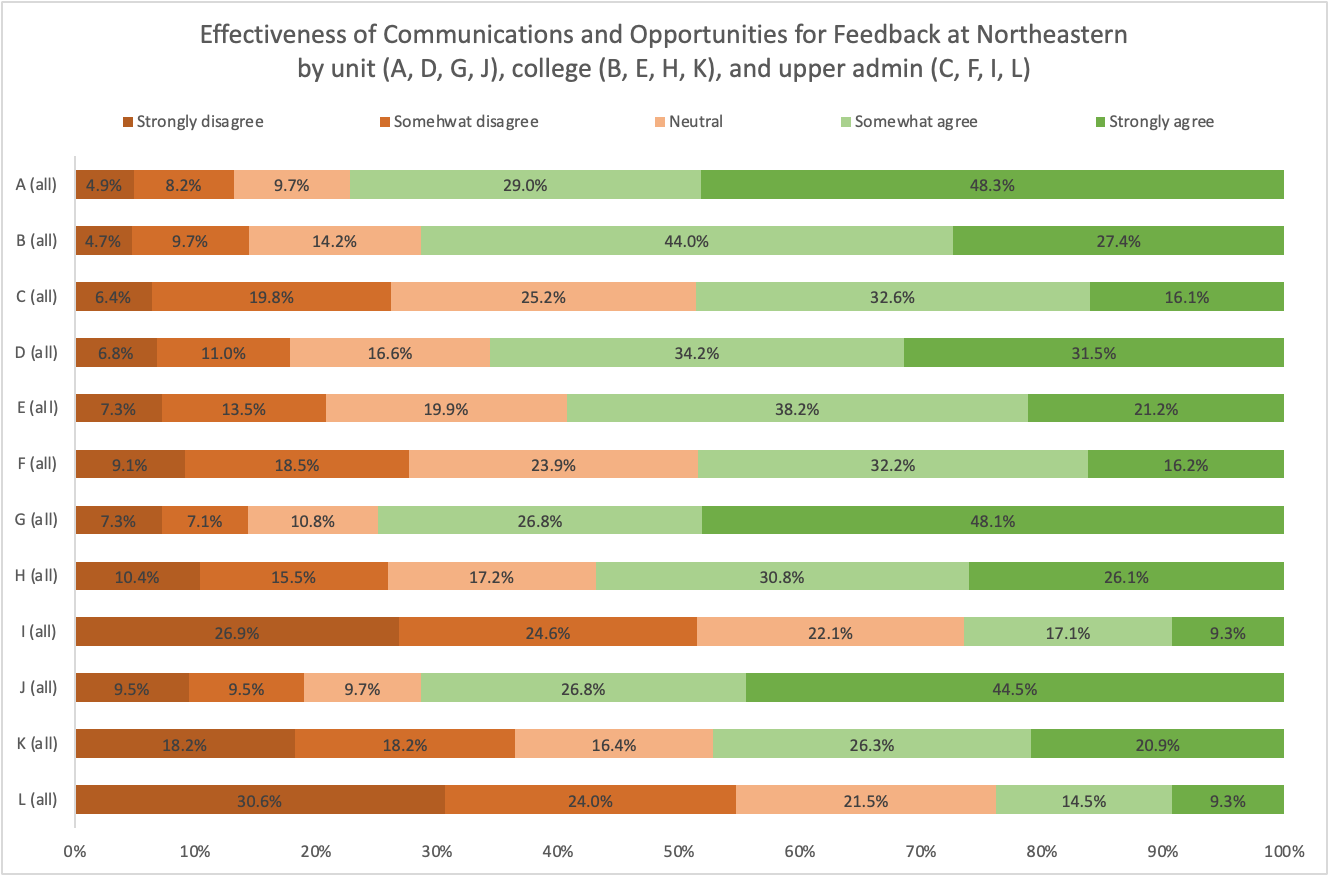 Effectiveness of Communications and Opportunities for Feedback at Northeastern
by unit (A, D, G, J), college (B, E, H, K), and upper admin (C, F, I, L)
Strongly disagree Somehwat disagree Neutral Somewhat agree Strongly agree
A (all) 4.9% 8.2% 9.7% 29.0% 48.3%
B (all) 4.7% 9.7% 14.2% 44.0% 27.4%
C (all) 6.4% 19.8% 25.2% 32.6% 16.1%
D (all) 6.8% 11.0% 16.6% 34.2% 31.5%
E (all) 7.3% 13.5% 19.9% 38.2% 21.2%
F (all) 9.1% 18.5% 23.9% 32.2% 16.2%
G (all) 7.3% 7.1% 10.8% 26.8% 48.1%
H (all) 10.4% 15.5% 17.2% 30.8% 26.1%
I (all) 26.9% 24.6% 22.1% 17.1% 9.3%
J (all) 9.5% 9.5% 9.7% 26.8% 44.5%
K (all) 18.2% 18.2% 16.4% 26.3% 20.9%
L (all) 30.6% 24.0% 21.5% 14.5% 9.3%
0% 10% 20% 30% 40% 50% 60% 70% 80% 90% 100%